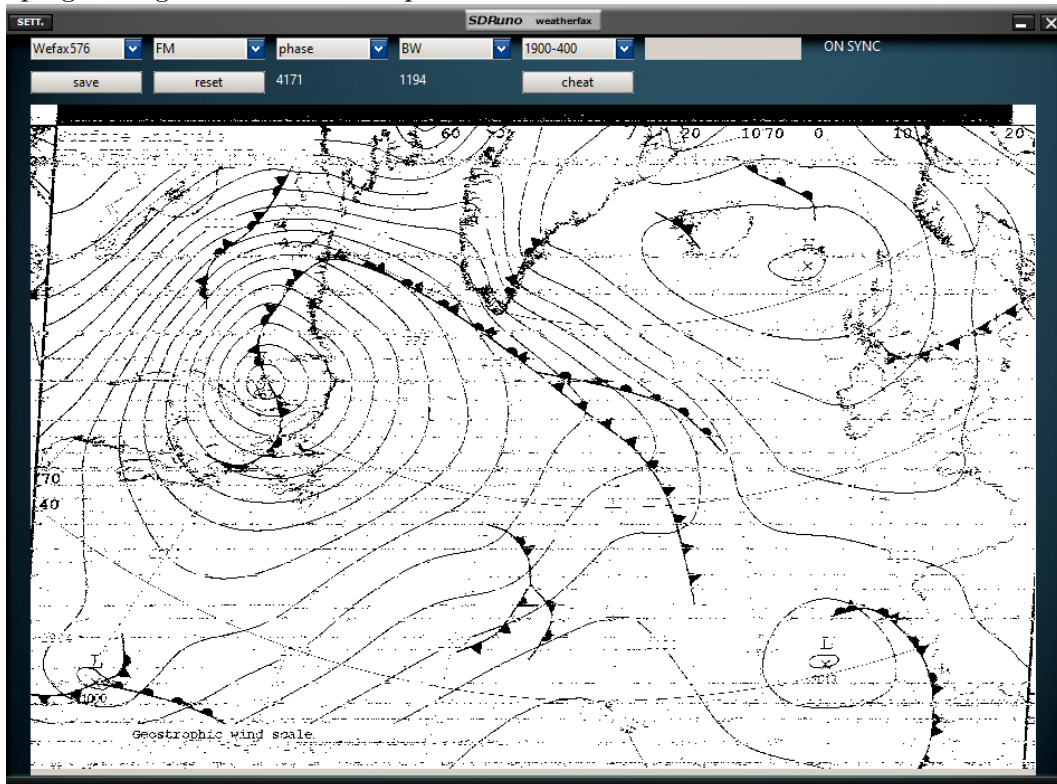 SETT. SDRuno weatherfax
Wefax576 FM phase BW 1900-400 ON SYNC
save reset 4171 1194 cheat
60 20 1070 0 10 20
70
40
L
L
1000
Geostrophic wind scale